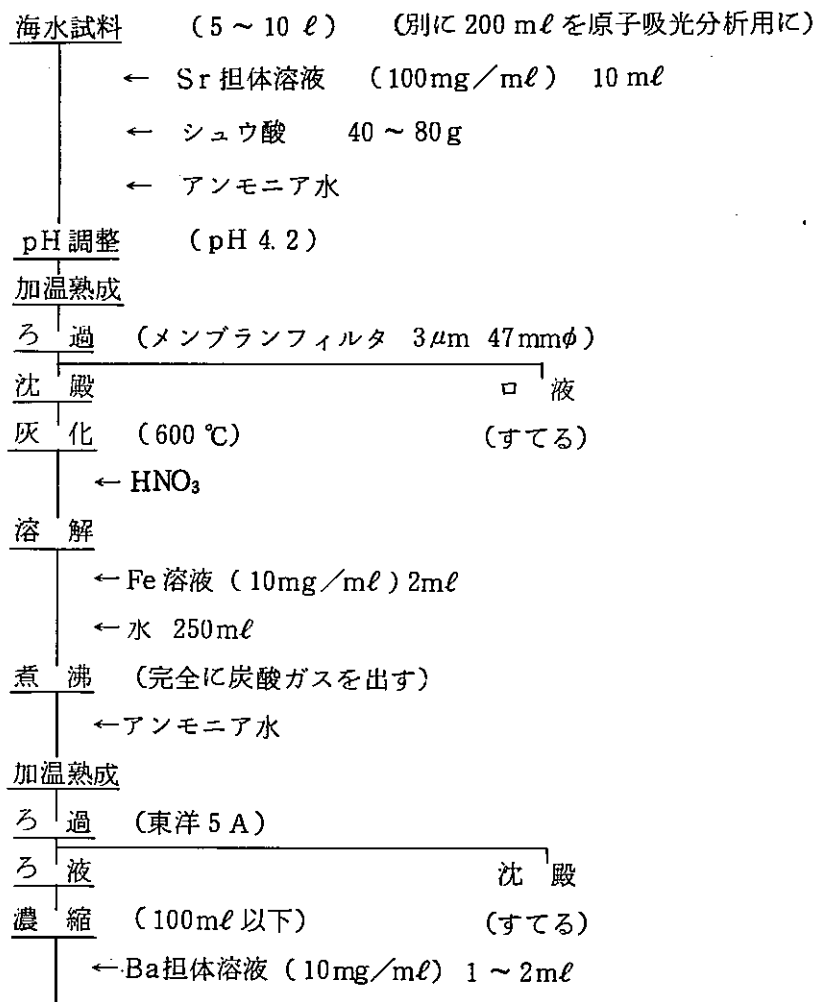 海水試料 (5~10 ℓ) (別に 200 mℓ を原子吸光分析用に)
← Sr 担体溶液 (100mg/mℓ) 10 mℓ
← シュウ酸 40~80g
← アンモニア水
pH 調整 (pH 4.2)
加温熟成
ろ過 (メンブランフィルタ 3μm 47mmφ)
沈殿 ロ液
灰化 (600 ℃) (すてる)
← HNO₃
溶解
← Fe 溶液 (10mg/mℓ) 2mℓ
← 水 250mℓ
煮沸 (完全に炭酸ガスを出す)
←アンモニア水
加温熟成
ろ過 (東洋 5 A)
ろ液 沈殿
濃縮 (100mℓ 以下) (すてる)
←Ba担体溶液 (10mg/mℓ) 1~2mℓ